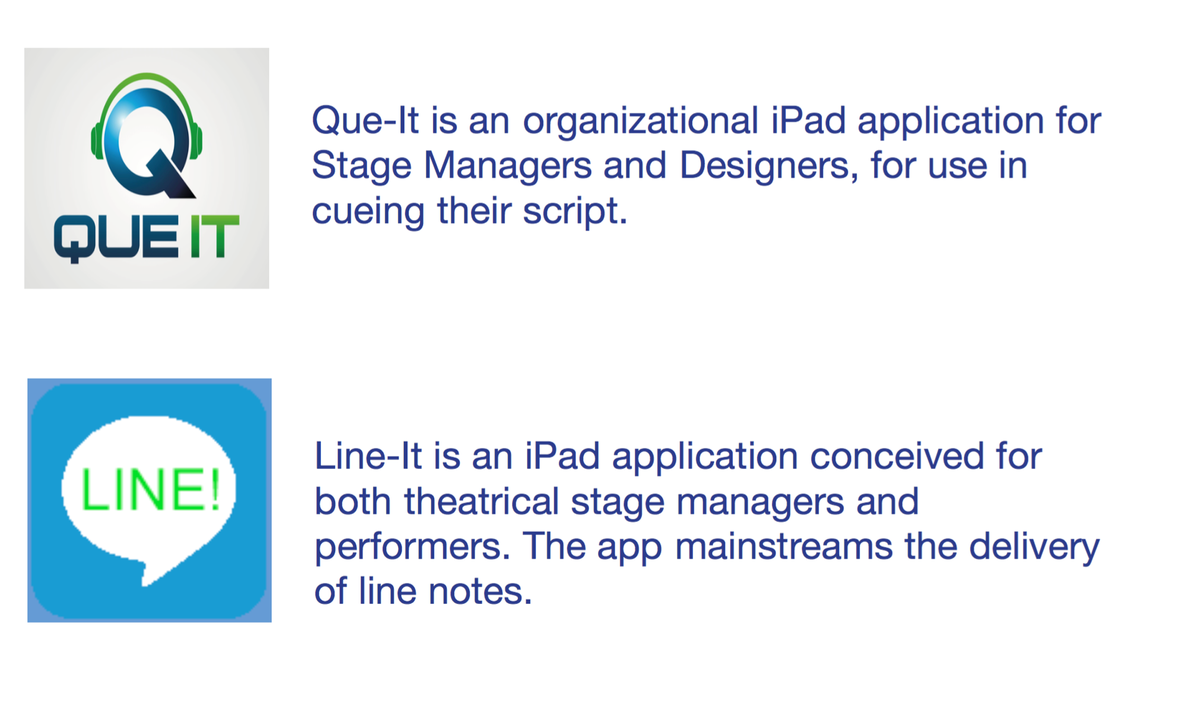 Q
QUE IT
Que-It is an organizational iPad application for
Stage Managers and Designers, for use in
cueing their script.
LINE!
Line-It is an iPad application conceived for
both theatrical stage managers and
performers. The app mainstreams the delivery
of line notes.